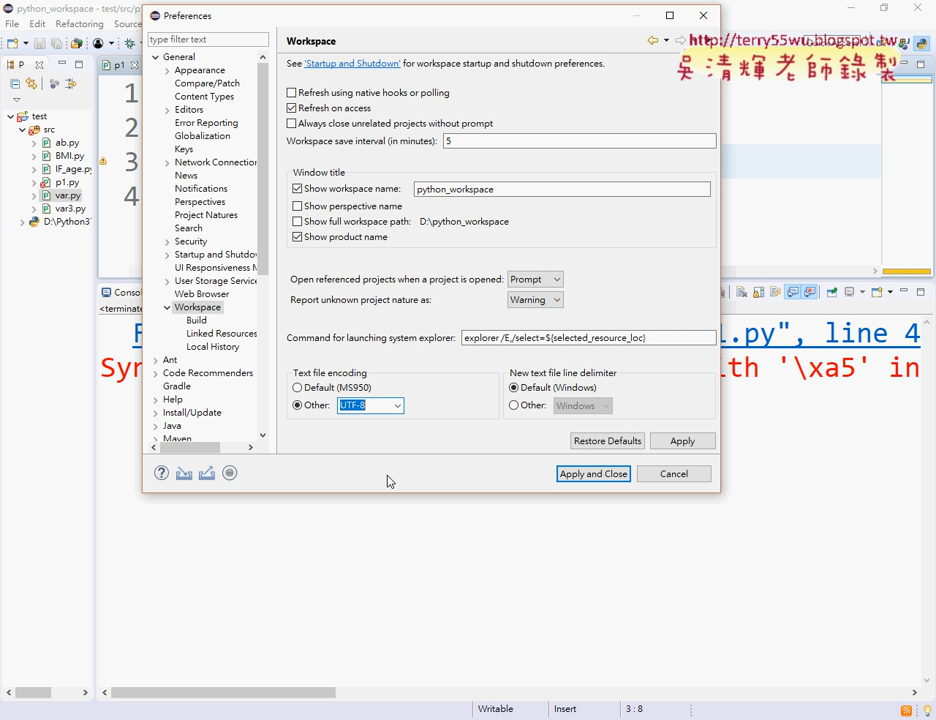 python_workspace - test/src/p
File Edit Refactoring Source
P
test
src
ab.py
BMI.py
IF_age.py
p1.py
var.py
var3.py
D:\Python3
p1
1
2
3
4
Preferences
type filter text
General
Appearance
Compare/Patch
Content Types
Editors
Error Reporting
Globalization
Keys
Network Connection
News
Notifications
Perspectives
Project Natures
Search
Security
Startup and Shutdo
UI Responsiveness M
User Storage Service
Web Browser
Workspace
Build
Linked Resources
Local History
Ant
Code Recommenders
Gradle
Help
Install/Update
Java
Maven
Workspace
See 'Startup and Shutdown' for workspace startup and shutdown preferences.
Refresh using native hooks or polling
Refresh on access
Always close unrelated projects without prompt
Workspace save interval (in minutes): 5
Window title
Show workspace name: python_workspace
Show perspective name
Show full workspace path: D:\python_workspace
Show product name
Open referenced projects when a project is opened: Prompt
Report unknown project nature as: Warning
Command for launching system explorer: explorer /E,/select=${selected_resource_loc}
Text file encoding
Default (MS950)
Other: UTF-8
New text file line delimiter
Default (Windows)
Other: Windows
Restore Defaults Apply
Apply and Close Cancel
http://terry55wu.blogspot.tw
吳清輝老師錄製
Conso
<terminate
F 1.py", line 4
Syn ith '\xa5' in
Writable Insert 3 : 8